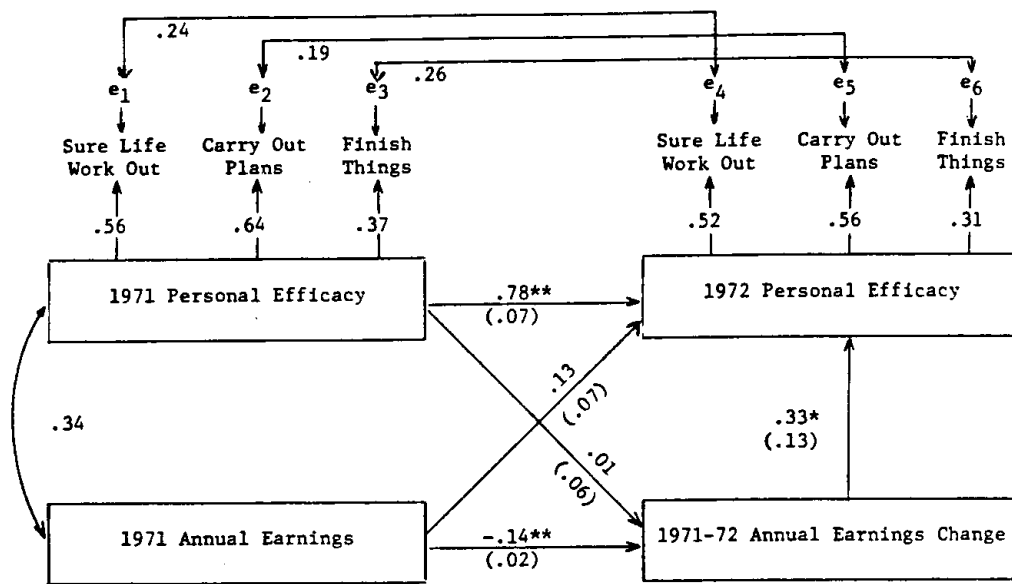 .24
.19
.26
e1 e2 e3 e4 e5 e6
Sure Life Carry Out Finish Sure Life Carry Out Finish
Work Out Plans Things Work Out Plans Things
.56 .64 .37 .52 .56 .31
1971 Personal Efficacy 1972 Personal Efficacy
.78**
(.07)
.13
(.07)
.34
.33*
(.13)
.01
(.06)
1971 Annual Earnings 1971-72 Annual Earnings Change
-.14**
(.02)